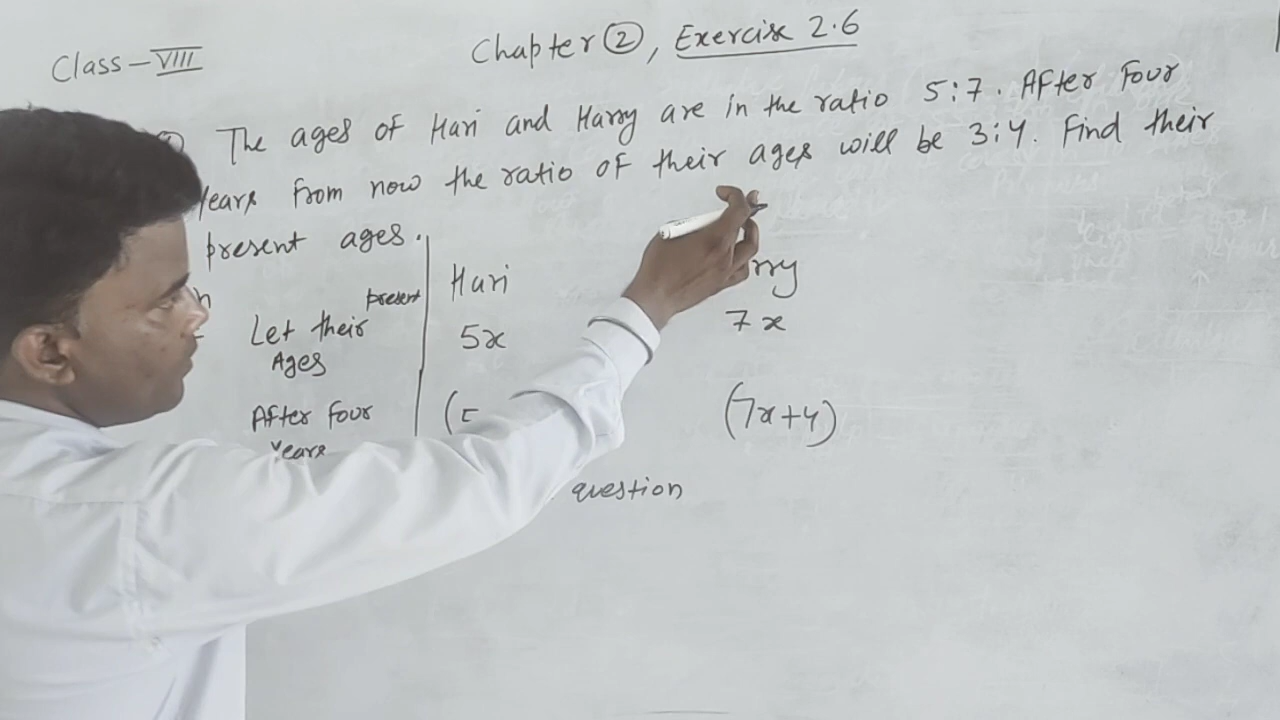 Class - VIII
Chapter ②, Exercise 2.6
The ages of Hari and Harry are in the ratio 5:7. After Four
years from now the ratio of their ages will be 3:4. Find their
present ages.
Hari
present
Let their
Ages
5x
7x
After Four
years
(7x+4)
question